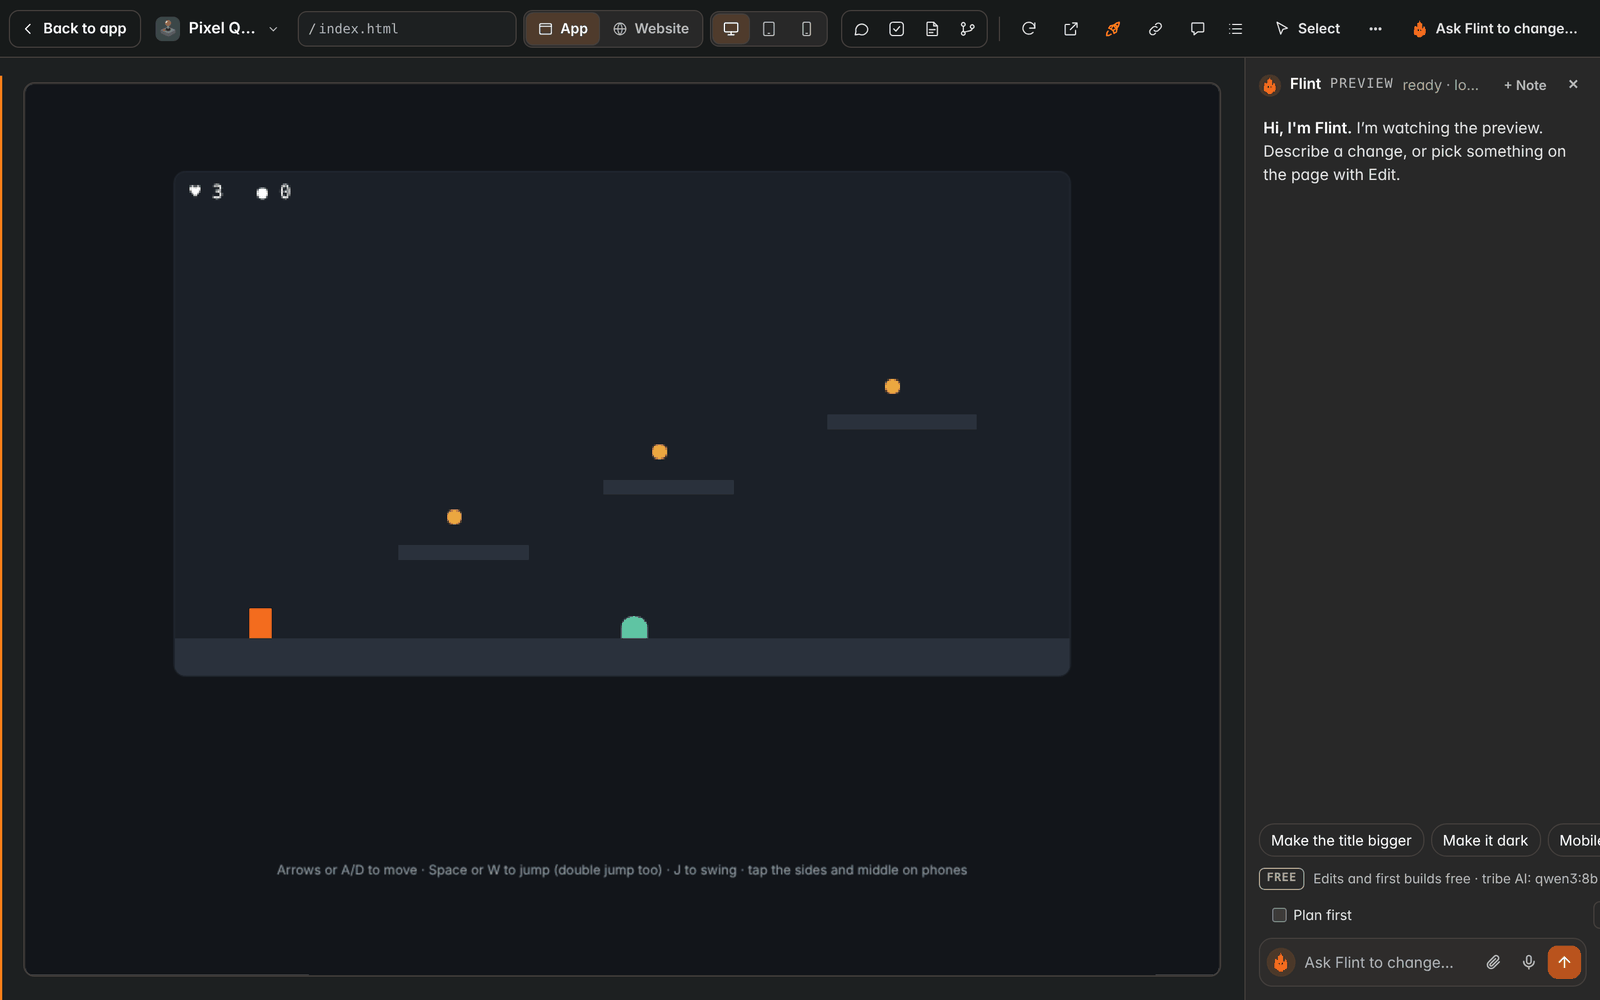 Back to app
Pixel Q...
/index.html
App
Website
Select
Ask Flint to change...
Flint PREVIEW ready · lo... + Note
Hi, I'm Flint. I'm watching the preview.
Describe a change, or pick something on
the page with Edit.
3
0
Arrows or A/D to move · Space or W to jump (double jump too) · J to swing · tap the sides and middle on phones
Make the title bigger
Make it dark
Mobile
FREE Edits and first builds free · tribe AI: qwen3:8b
Plan first
Ask Flint to change...